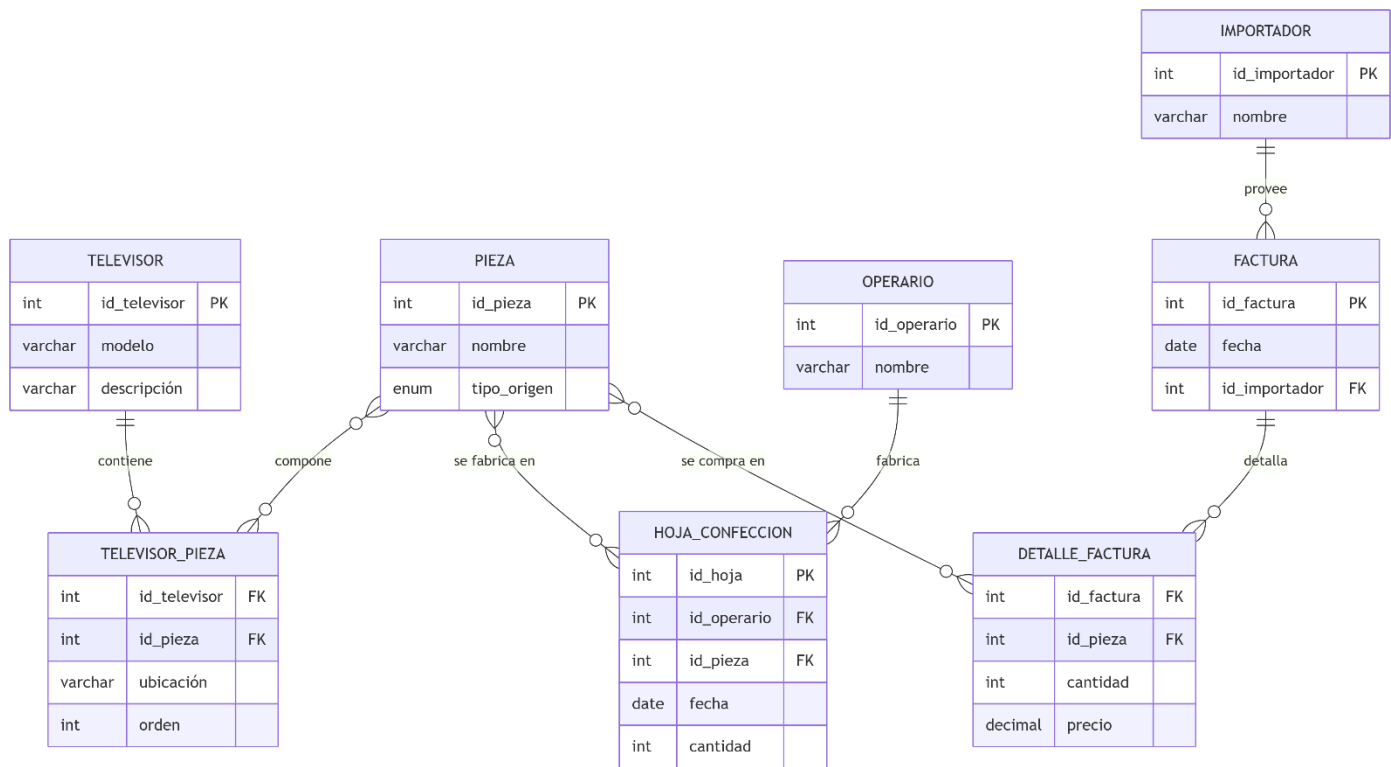 IMPORTADOR
int id_importador PK
varchar nombre
provee
TELEVISOR
int id_televisor PK
varchar modelo
varchar descripción
PIEZA
int id_pieza PK
varchar nombre
enum tipo_origen
OPERARIO
int id_operario PK
varchar nombre
FACTURA
int id_factura PK
date fecha
int id_importador FK
contiene
compone
se fabrica en
se compra en
fabrica
detalla
TELEVISOR_PIEZA
int id_televisor FK
int id_pieza FK
varchar ubicación
int orden
HOJA_CONFECCION
int id_hoja PK
int id_operario FK
int id_pieza FK
date fecha
int cantidad
DETALLE_FACTURA
int id_factura FK
int id_pieza FK
int cantidad
decimal precio